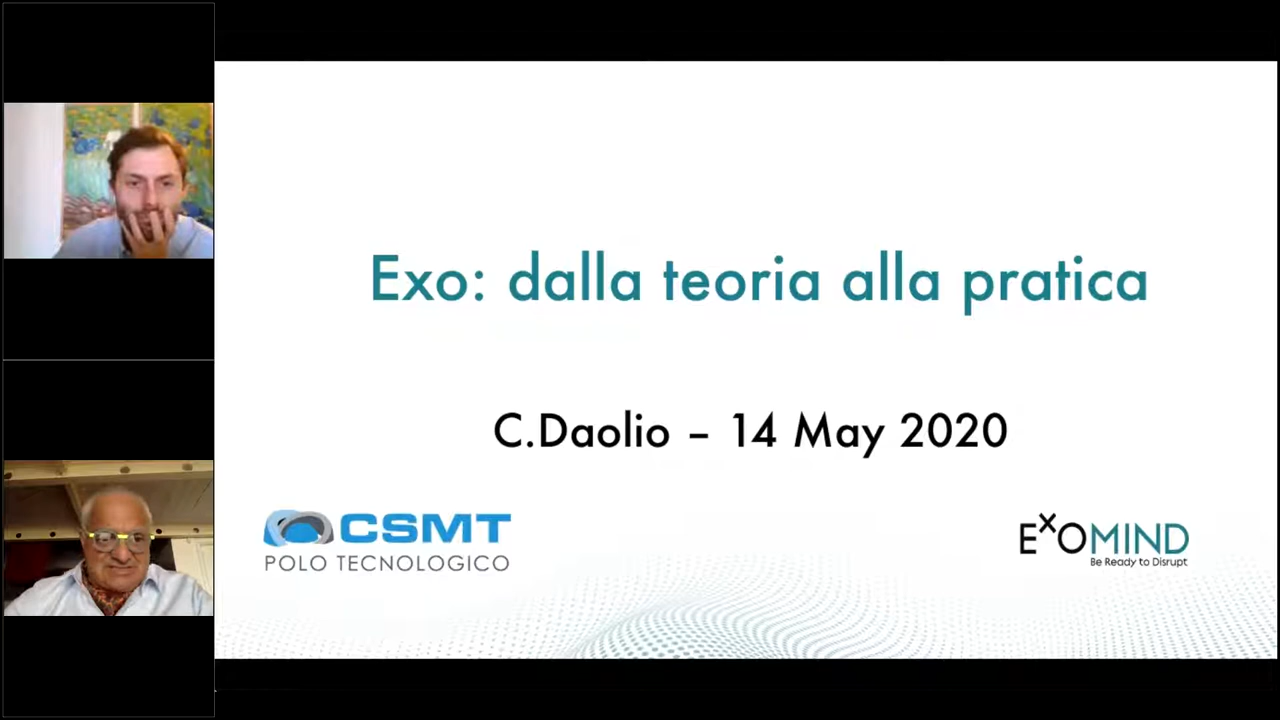 Exo: dalla teoria alla pratica
C.Daolio – 14 May 2020
CSMT
POLO TECNOLOGICO
ExOMIND
Be Ready to Disrupt